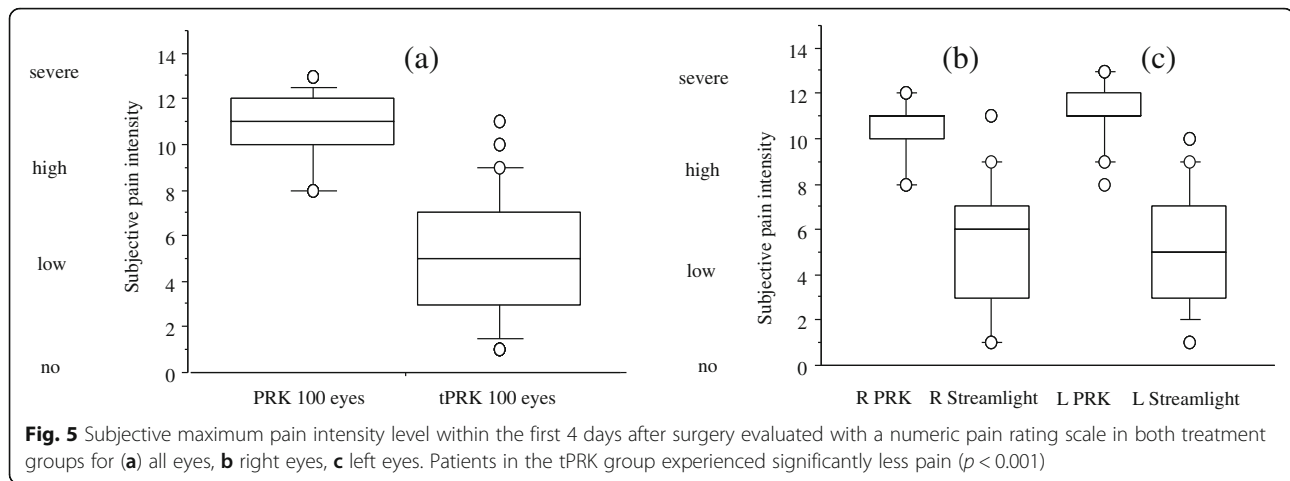 (a)
severe
high
low
no
Subjective pain intensity
14
12
10
8
6
4
2
0
PRK 100 eyes tPRK 100 eyes
(b) (c)
severe
high
low
no
Subjective pain intensity
14
12
10
8
6
4
2
0
R PRK R Streamlight L PRK L Streamlight
Fig. 5 Subjective maximum pain intensity level within the first 4 days after surgery evaluated with a numeric pain rating scale in both treatment
groups for (a) all eyes, b right eyes, c left eyes. Patients in the tPRK group experienced significantly less pain (p < 0.001)